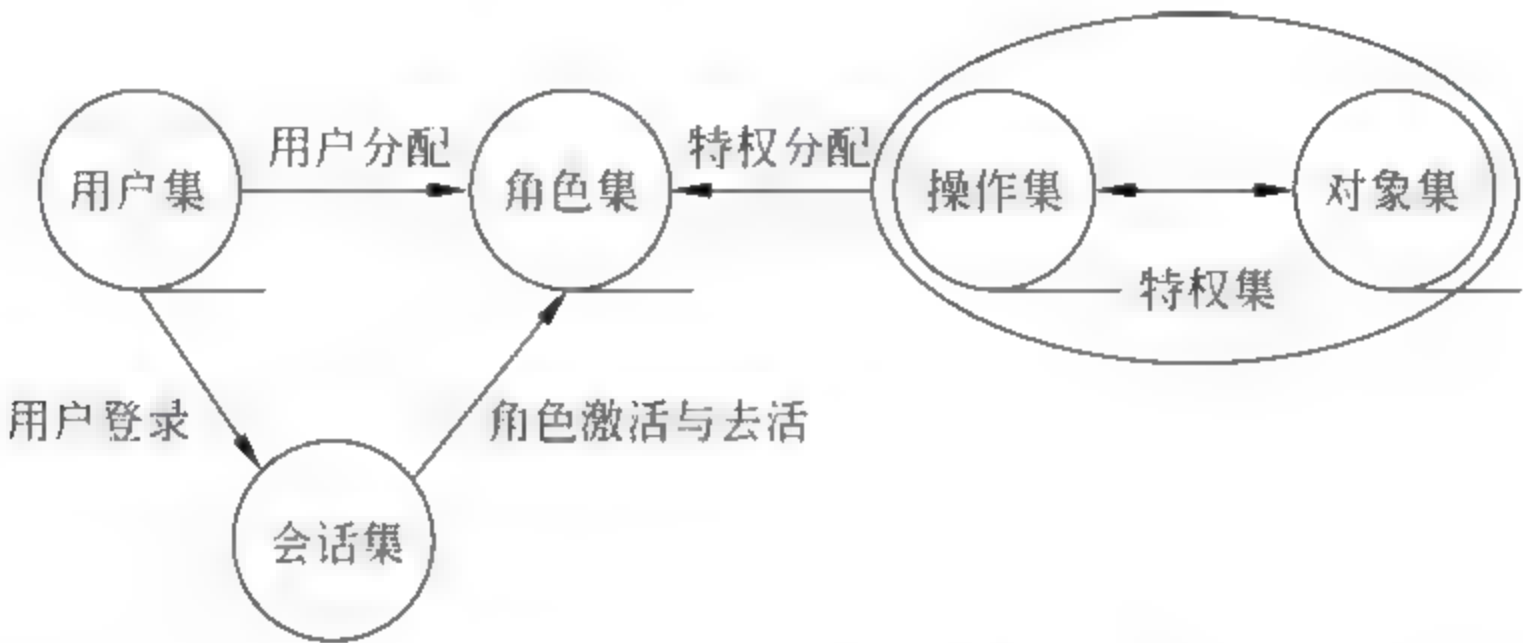 用户分配
特权分配
用户集
角色集
操作集
对象集
特权集
用户登录
角色激活与去活
会话集